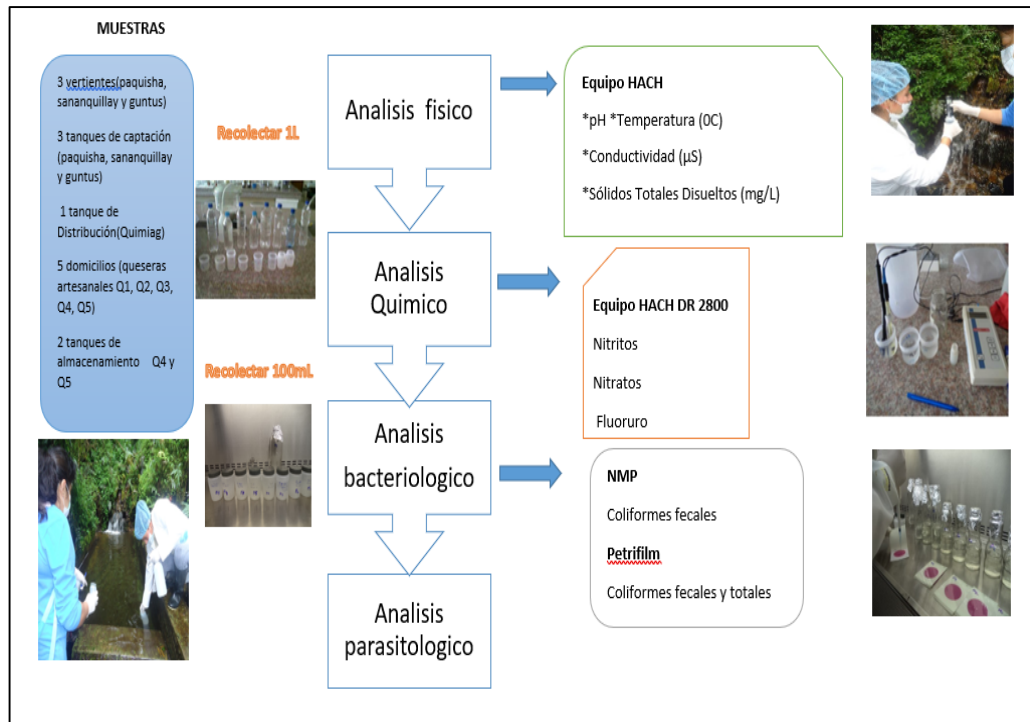 MUESTRAS
3 vertientes(paquisha,
sananquillay y guntus)
3 tanques de captación
(paquisha, sananquillay
y guntus)
1 tanque de
Distribución(Quimiag)
5 domicilios (queseras
artesanales Q1, Q2, Q3,
Q4, Q5)
2 tanques de
almacenamiento Q4 y
Q5
Recolectar 1L
Recolectar 100mL
Analisis fisico
Equipo HACH
*pH *Temperatura (0C)
*Conductividad (µS)
*Sólidos Totales Disueltos (mg/L)
Analisis
Quimico
Equipo HACH DR 2800
Nitritos
Nitratos
Fluoruro
Analisis
bacteriologico
NMP
Coliformes fecales
Petrifilm
Coliformes fecales y totales
Analisis
parasitologico